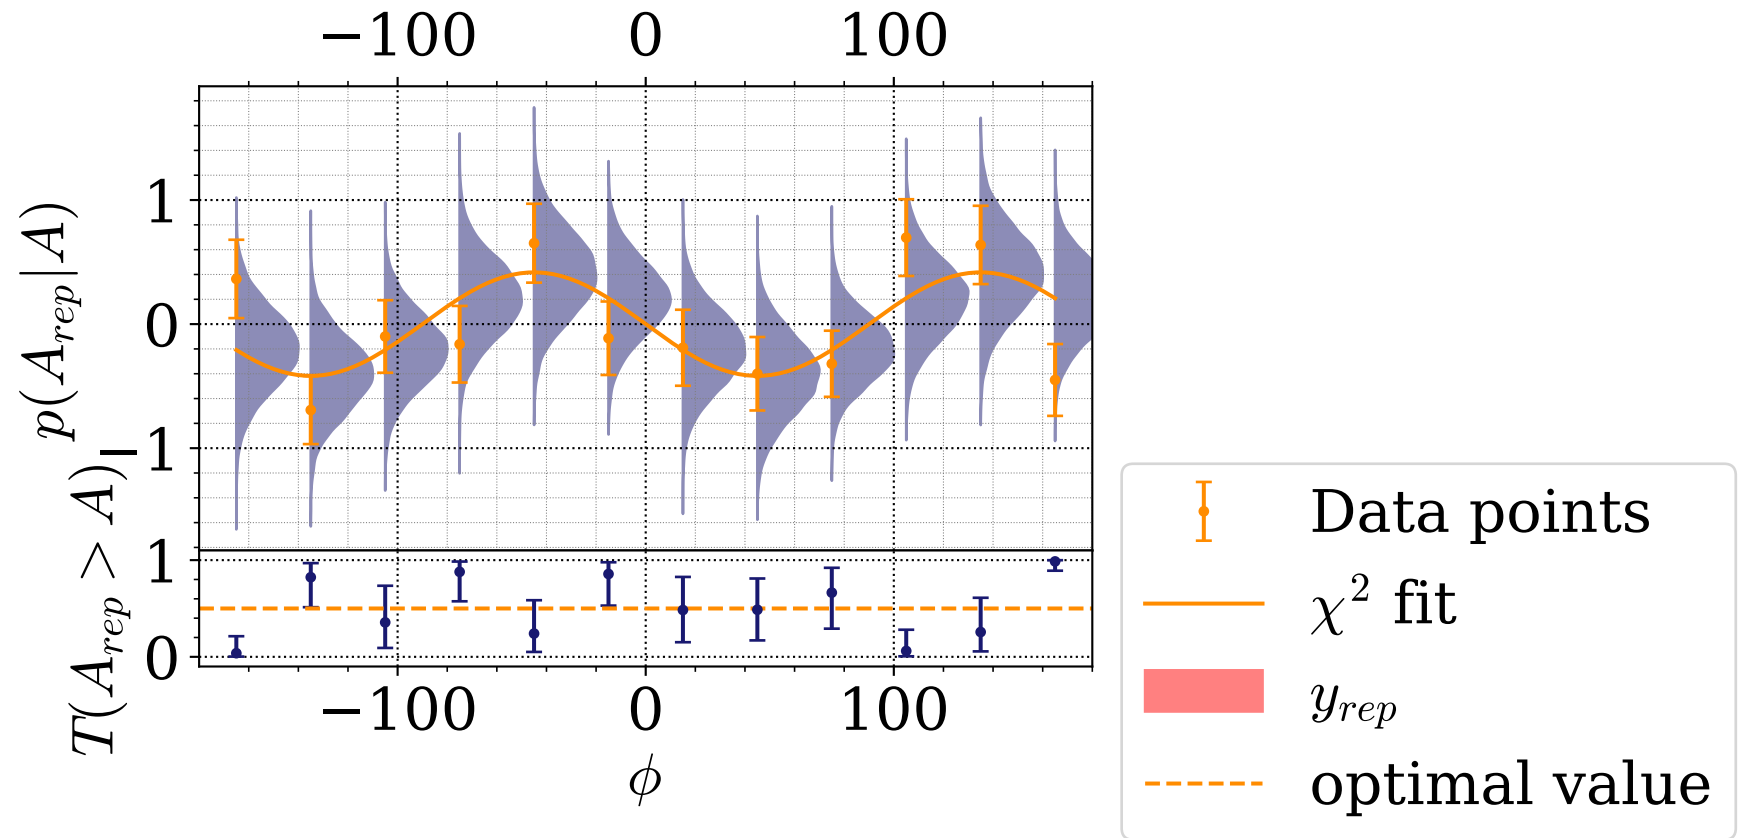 −100 0 100
p(A_rep|A)
1
0
−1
T(A_rep > A)
1
0
−100 0 100
ϕ
Data points
χ² fit
y_rep
optimal value